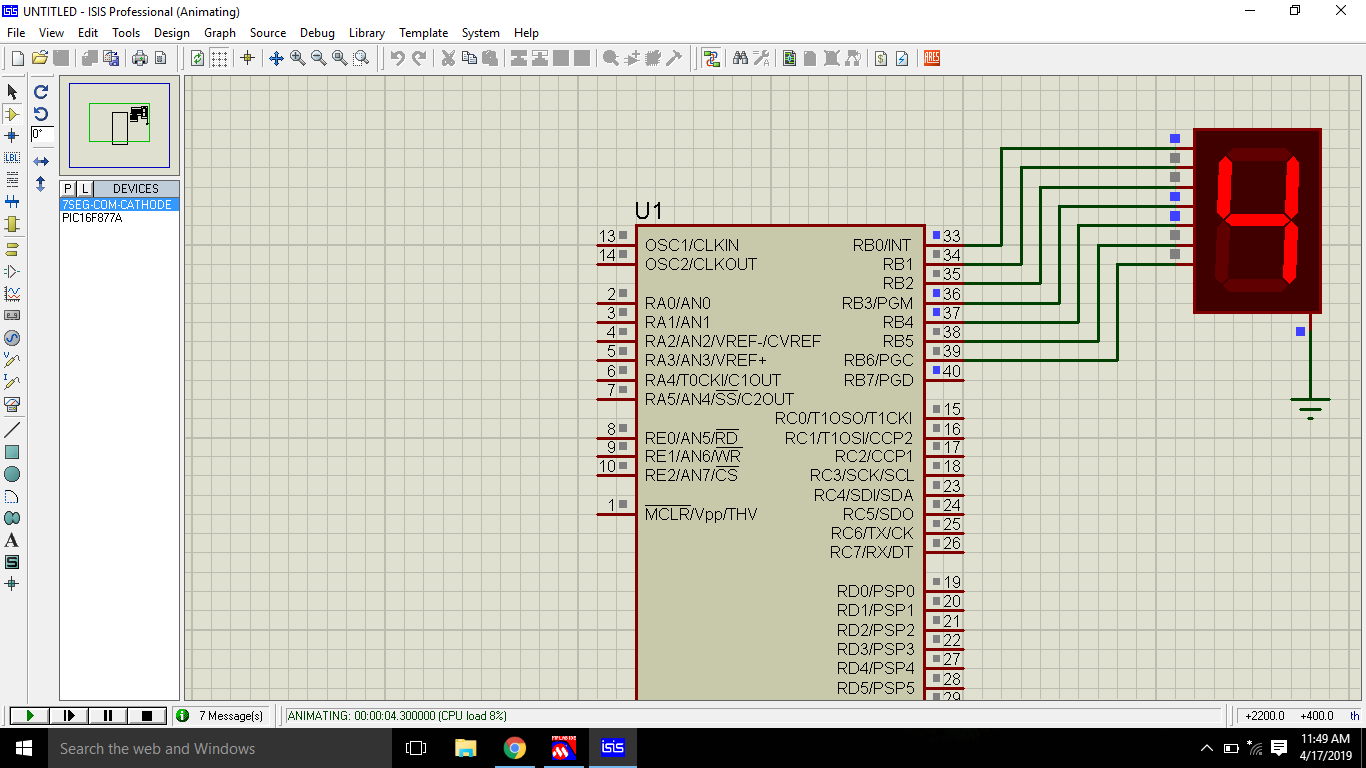 UNTITLED - ISIS Professional (Animating)
File View Edit Tools Design Graph Source Debug Library Template System Help
ARES
LBL
0°
P L DEVICES
7SEG-COM-CATHODE
PIC16F877A
A
S
U1
13 OSC1/CLKIN
14 OSC2/CLKOUT
2 RA0/AN0
3 RA1/AN1
4 RA2/AN2/VREF-/CVREF
5 RA3/AN3/VREF+
6 RA4/T0CKI/C1OUT
7 RA5/AN4/SS/C2OUT
8 RE0/AN5/RD
9 RE1/AN6/WR
10 RE2/AN7/CS
1 MCLR/Vpp/THV
RB0/INT 33
RB1 34
RB2 35
RB3/PGM 36
RB4 37
RB5 38
RB6/PGC 39
RB7/PGD 40
RC0/T1OSO/T1CKI 15
RC1/T1OSI/CCP2 16
RC2/CCP1 17
RC3/SCK/SCL 18
RC4/SDI/SDA 23
RC5/SDO 24
RC6/TX/CK 25
RC7/RX/DT 26
RD0/PSP0 19
RD1/PSP1 20
RD2/PSP2 21
RD3/PSP3 22
RD4/PSP4 27
RD5/PSP5 28
29
4
7 Message(s) ANIMATING: 00:00:04.300000 (CPU load 8%) +2200.0 +400.0 th
Search the web and Windows
isis
11:49 AM
4/17/2019